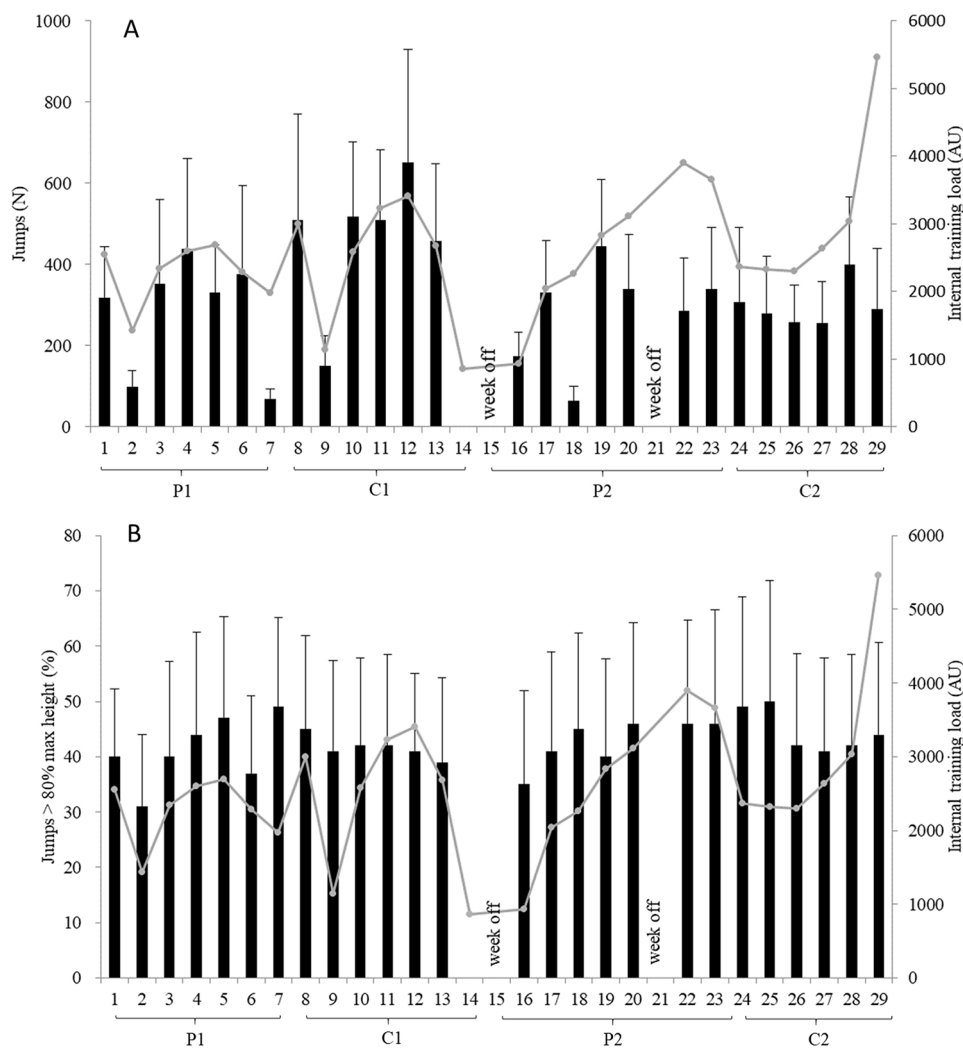 A
1000
800
600
400
200
0
Jumps (N)
6000
5000
4000
3000
2000
1000
0
Internal training load (AU)
week off
week off
1 2 3 4 5 6 7 8 9 10 11 12 13 14 15 16 17 18 19 20 21 22 23 24 25 26 27 28 29
P1 C1 P2 C2
B
80
70
60
50
40
30
20
10
0
Jumps > 80% max height (%)
6000
5000
4000
3000
2000
1000
0
Internal training load (AU)
week off
week off
1 2 3 4 5 6 7 8 9 10 11 12 13 14 15 16 17 18 19 20 21 22 23 24 25 26 27 28 29
P1 C1 P2 C2